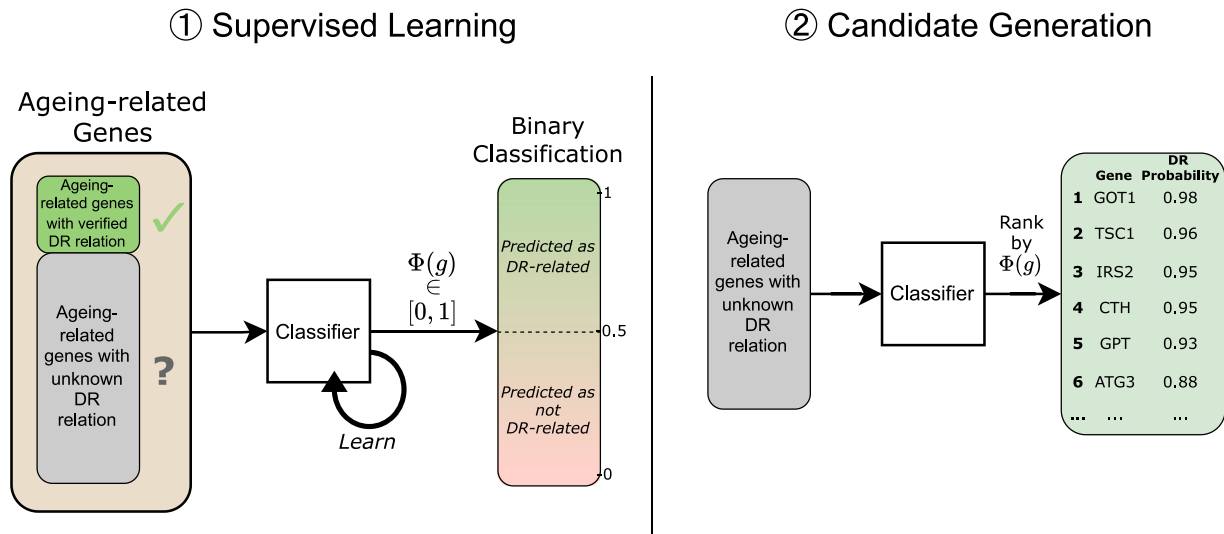 ① Supervised Learning
Ageing-related
Genes
Ageing-
related genes
with verified
DR relation
✓
Ageing-
related
genes with
unknown
DR
relation
?
Classifier
Learn
Φ(g)
∈
[0, 1]
Binary
Classification
1
Predicted as
DR-related
0.5
Predicted as
not
DR-related
0
② Candidate Generation
Ageing-
related
genes with
unknown
DR
relation
Classifier
Rank
by
Φ(g)
Gene DR Probability
1 GOT1 0.98
2 TSC1 0.96
3 IRS2 0.95
4 CTH 0.95
5 GPT 0.93
6 ATG3 0.88
... ... ...